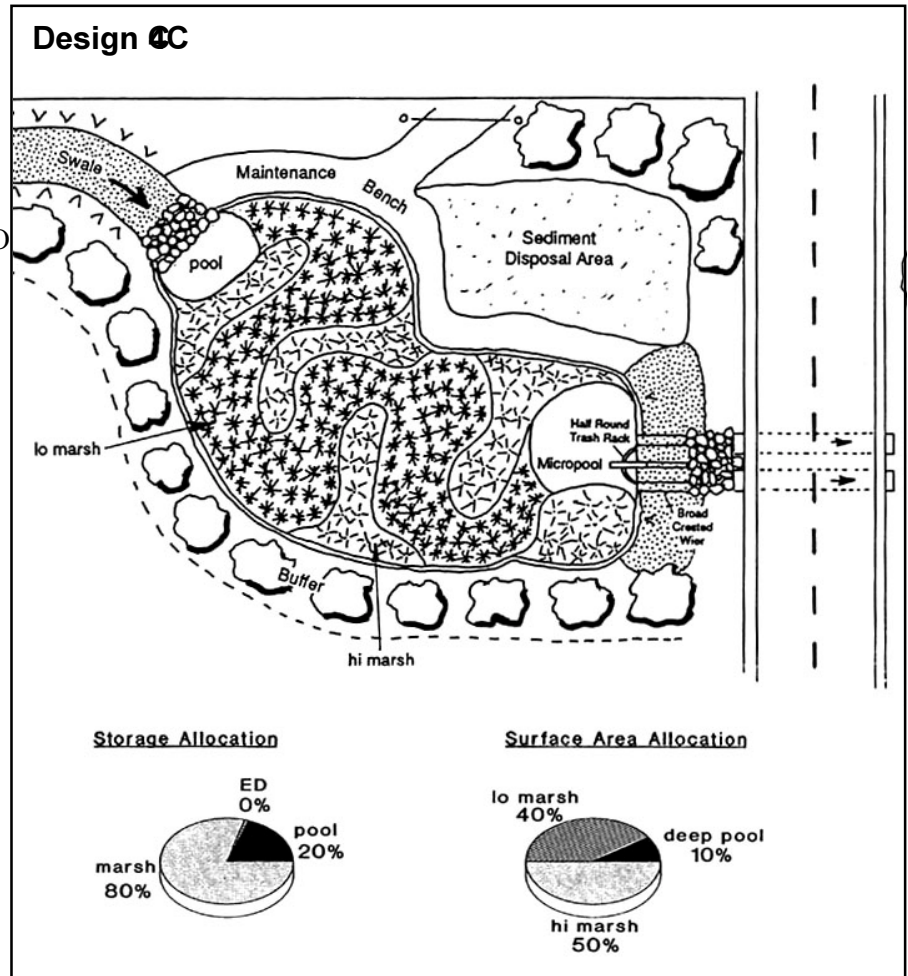 Design 4C
Swale
Maintenance
Bench
pool
Sediment
Disposal Area
Half Round
Trash Rack
Micropool
lo marsh
Broad
Crested
Wier
Buffer
hi marsh
Storage Allocation
ED
0%
pool
20%
marsh
80%
Surface Area Allocation
lo marsh
40%
deep pool
10%
hi marsh
50%